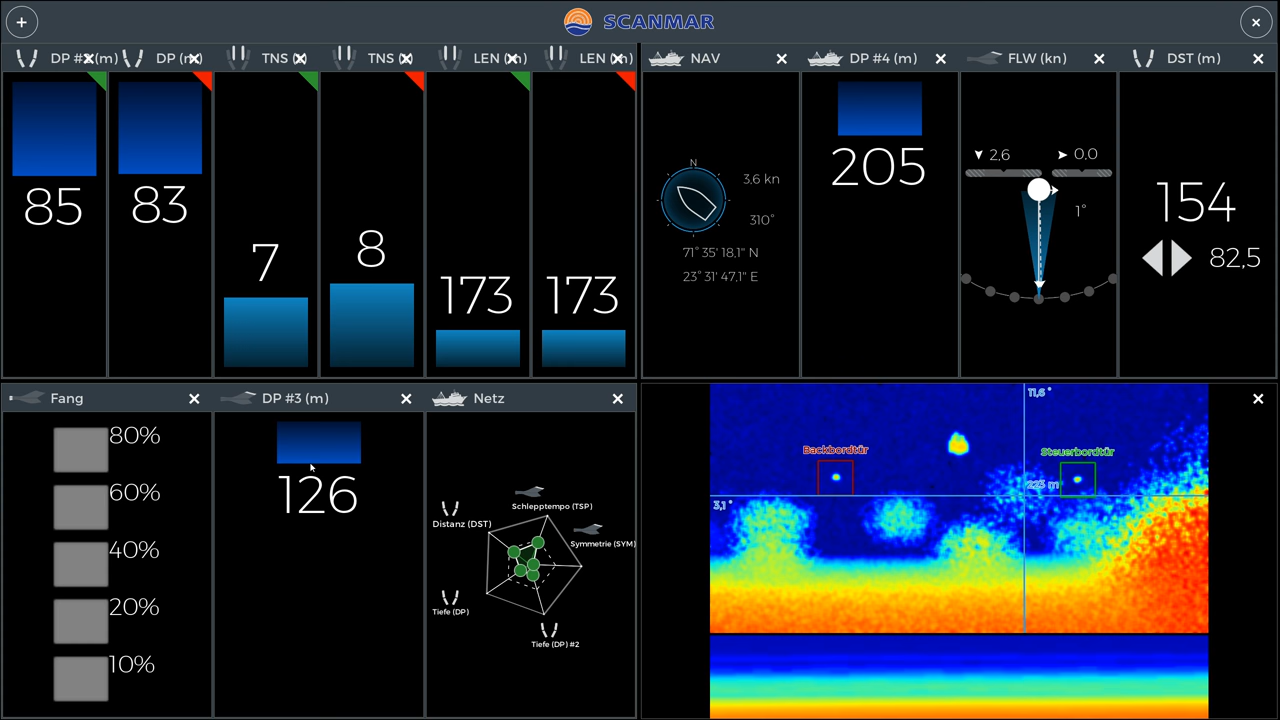 SCANMAR
DP #2 (m)
DP (m)
TNS
TNS
LEN
LEN
NAV
DP #4 (m)
FLW (kn)
DST (m)
85
83
7
8
173
173
N
3,6 kn
310°
71° 35' 18,1" N
23° 31' 47,1" E
205
2,6
0,0
1°
154
82,5
Fang
DP #3 (m)
Netz
80%
60%
40%
20%
10%
126
Schlepptempo (TSP)
Distanz (DST)
Symmetrie (SYM)
Tiefe (DP)
Tiefe (DP) #2
11,6°
Backbordtür
Steuerbordtür
223 m
3,1°